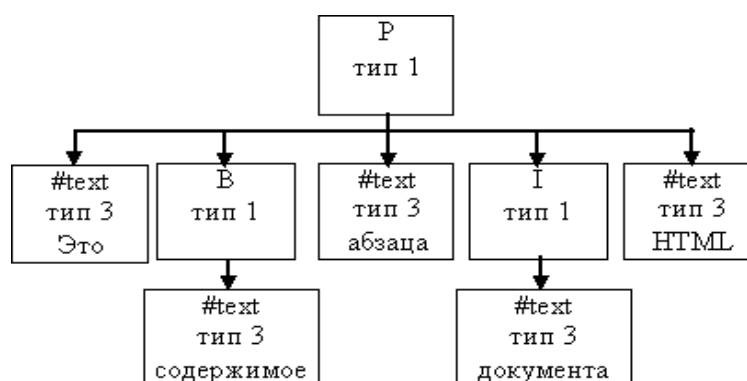 P
тип 1
#text
тип 3
Это
B
тип 1
#text
тип 3
абзаца
I
тип 1
#text
тип 3
HTML
#text
тип 3
содержимое
#text
тип 3
документа